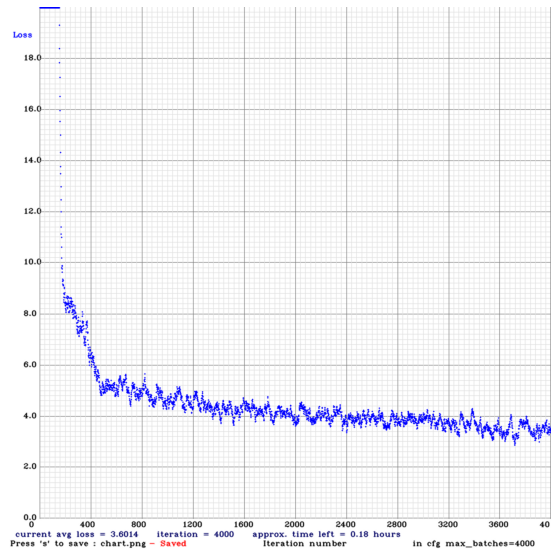 Loss
18.0
16.0
14.0
12.0
10.0
8.0
6.0
4.0
2.0
0.0
0 400 800 1200 1600 2000 2400 2800 3200 3600 40
current avg loss = 3.6014 iteration = 4000 approx. time left = 0.18 hours
Press 's' to save : chart.png - Saved Iteration number in cfg max_batches=4000